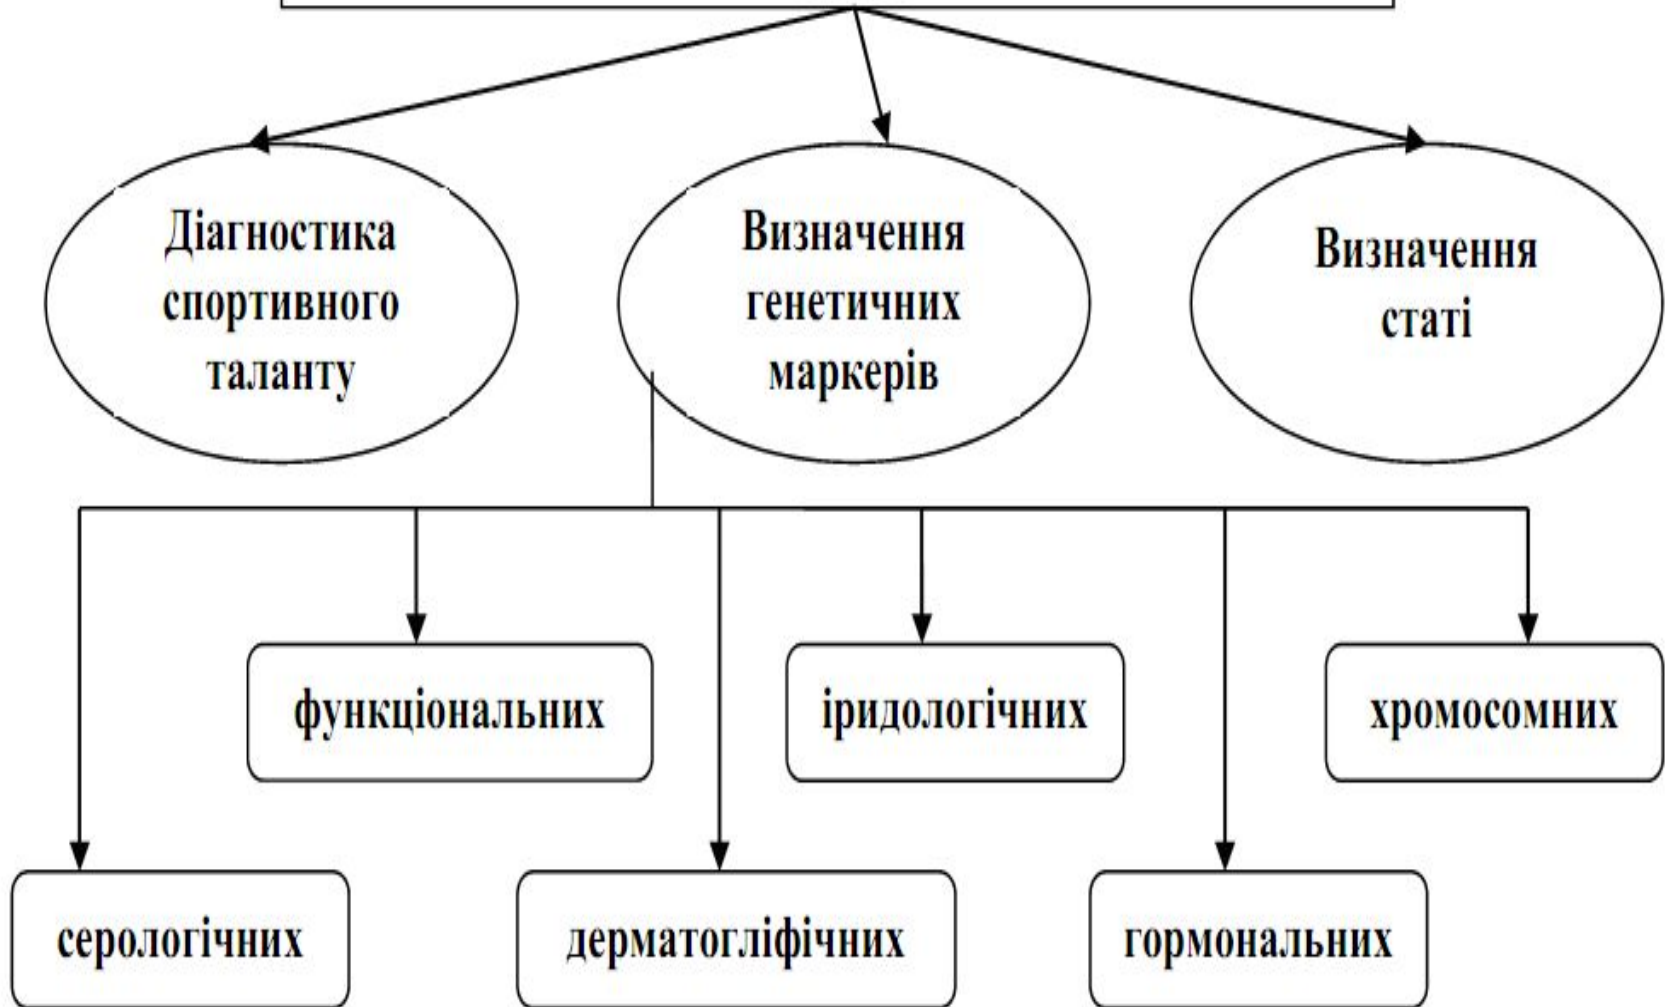 Діагностика
спортивного
таланту
Визначення
генетичних
маркерів
Визначення
статі
функціональних
іридологічних
хромосомних
серологічних
дерматогліфічних
гормональних